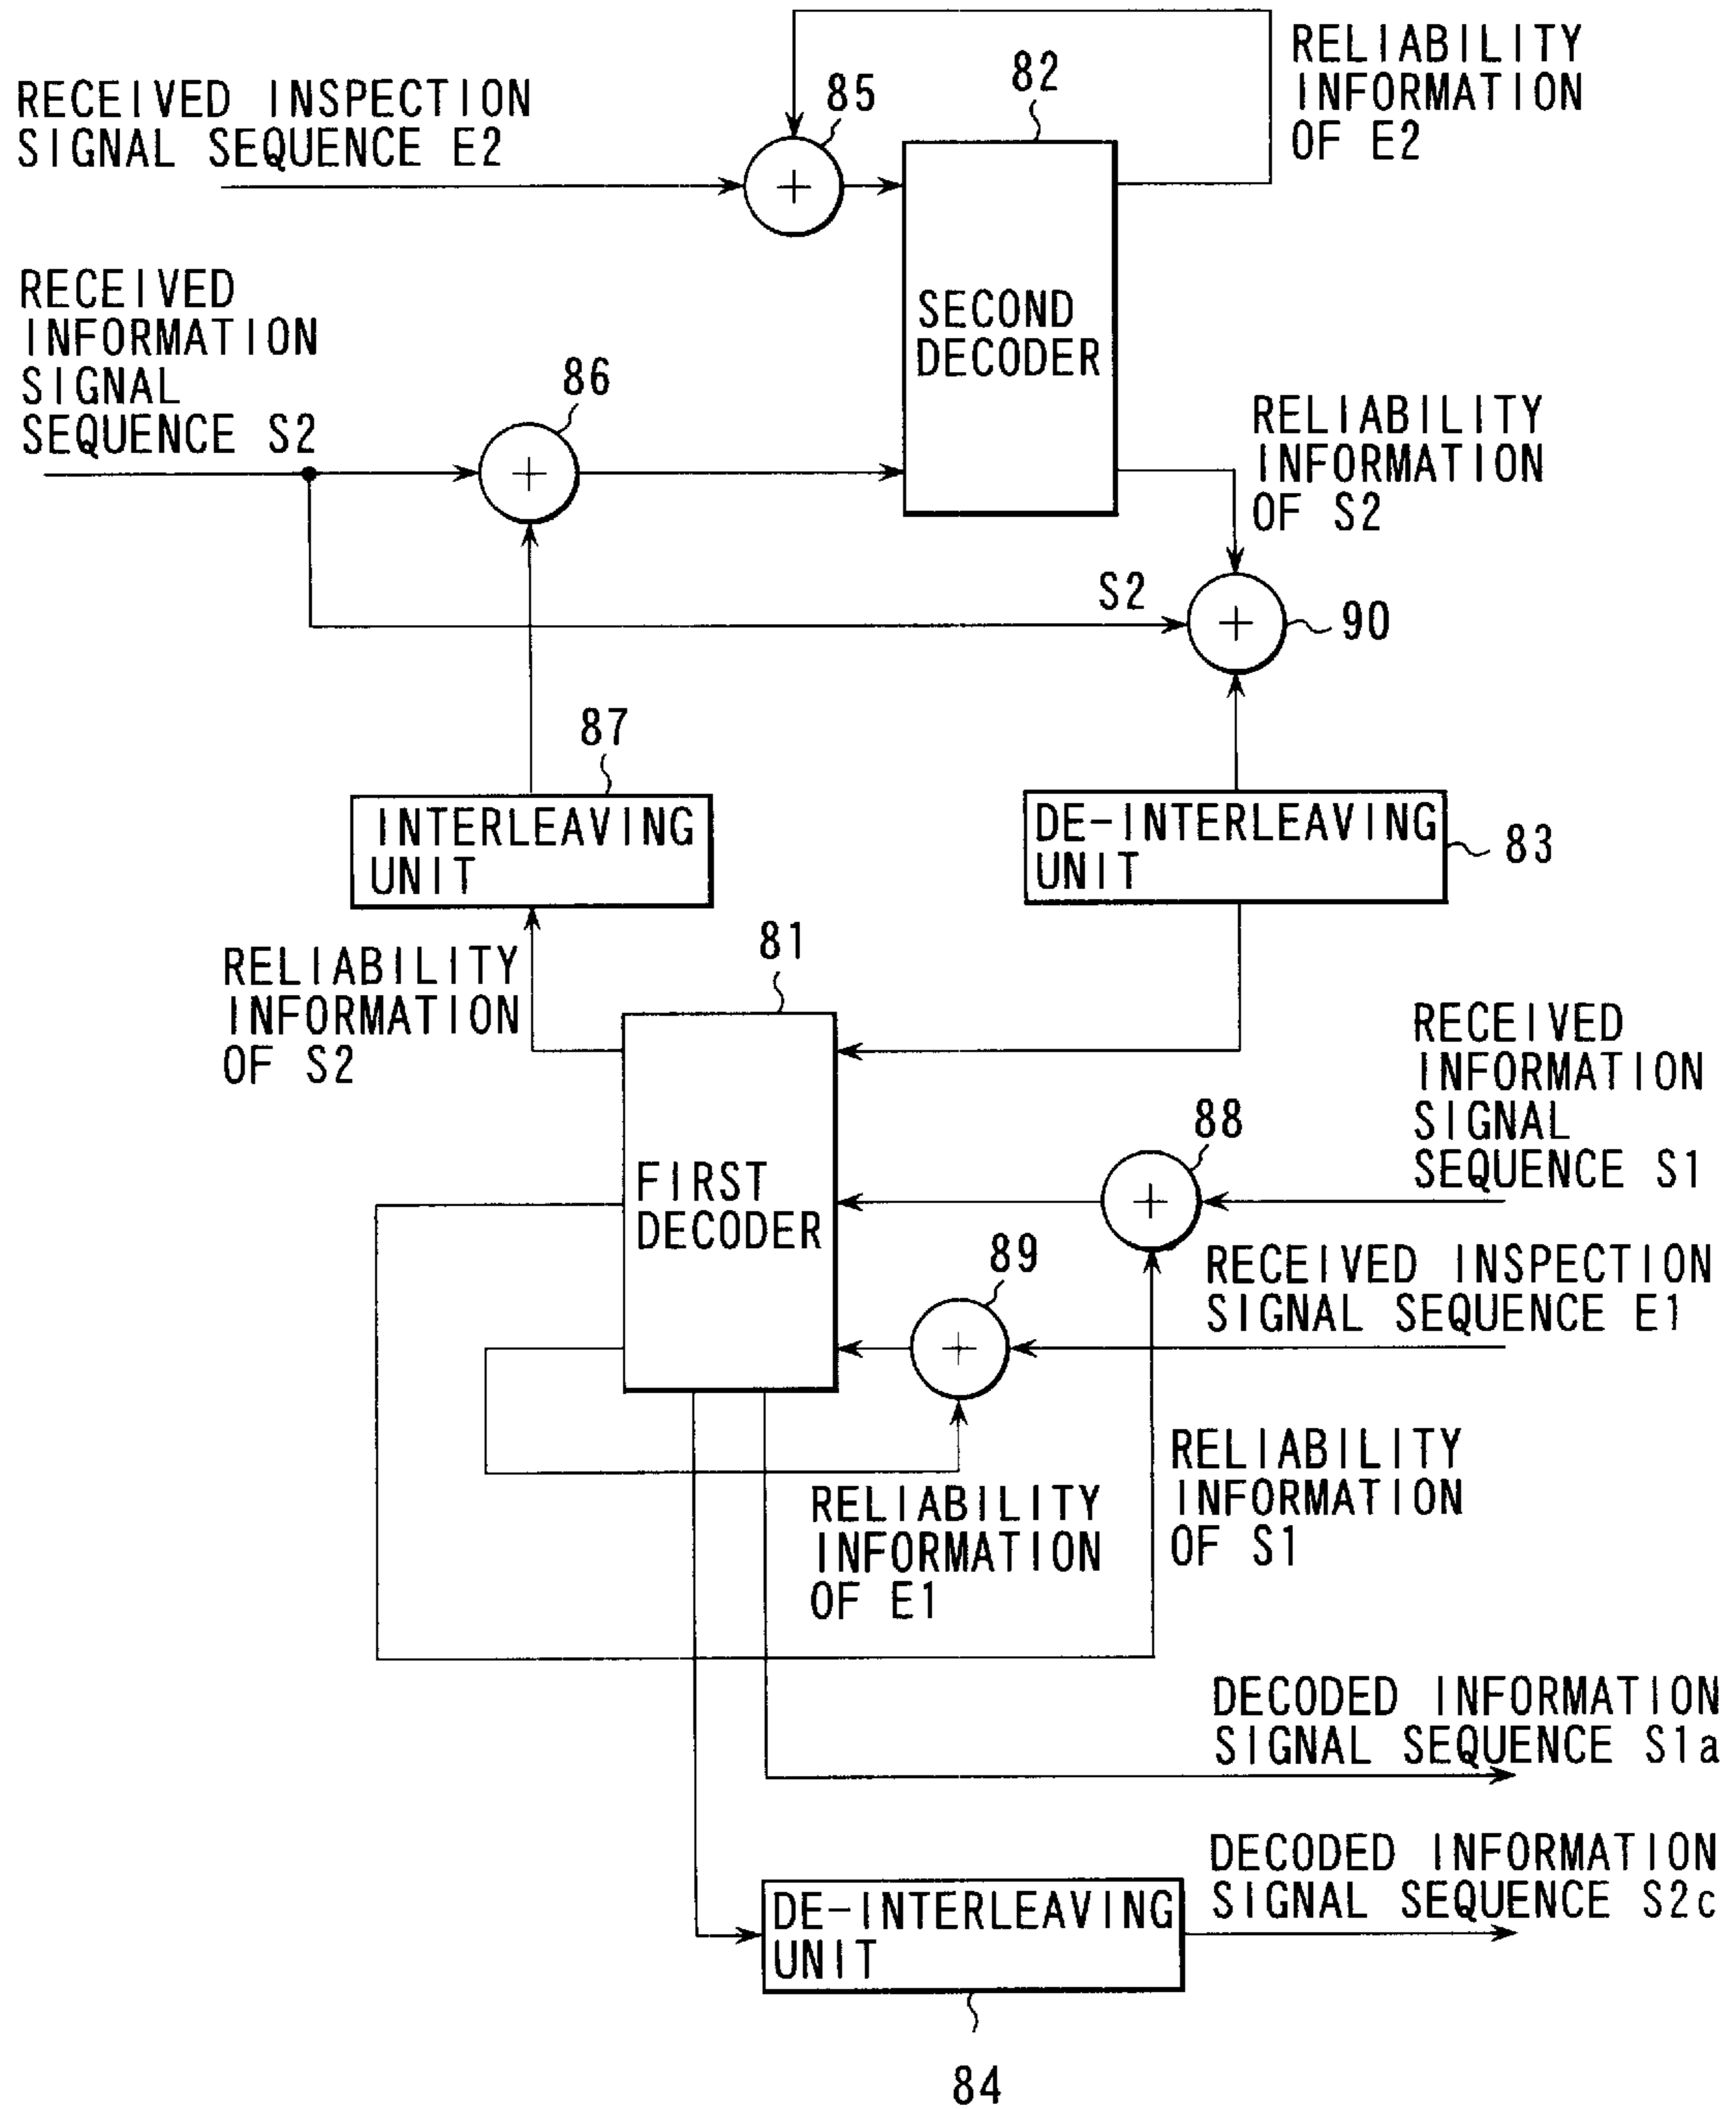 RELIABILITY
INFORMATION
OF E2
82
85
RECEIVED INSPECTION
SIGNAL SEQUENCE E2
RECEIVED
INFORMATION
SIGNAL
SEQUENCE S2
SECOND
DECODER
86
RELIABILITY
INFORMATION
OF S2
S2
90
87
INTERLEAVING
UNIT
DE-INTERLEAVING
UNIT
83
81
RELIABILITY
INFORMATION
OF S2
RECEIVED
INFORMATION
SIGNAL
SEQUENCE S1
88
FIRST
DECODER
89
RECEIVED INSPECTION
SIGNAL SEQUENCE E1
RELIABILITY
INFORMATION
OF S1
RELIABILITY
INFORMATION
OF E1
DECODED INFORMATION
SIGNAL SEQUENCE S1a
DECODED INFORMATION
SIGNAL SEQUENCE S2c
DE-INTERLEAVING
UNIT
84